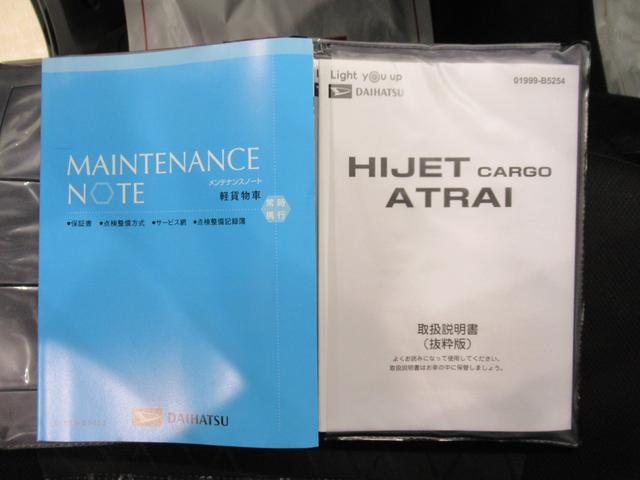 MAINTENANCE
NOTE
メンテナンスノート
軽貨物車
常時
携行
●保証書 ●点検整備方式 ●サービス網 ●点検整備記録簿
DAIHATSU
Light you up
DAIHATSU
01999-B5254
HIJET CARGO
ATRAI
取扱説明書
（抜粋版）
よくお読みになって使用してください。
取扱説明書はお車の中に保管しましょう。